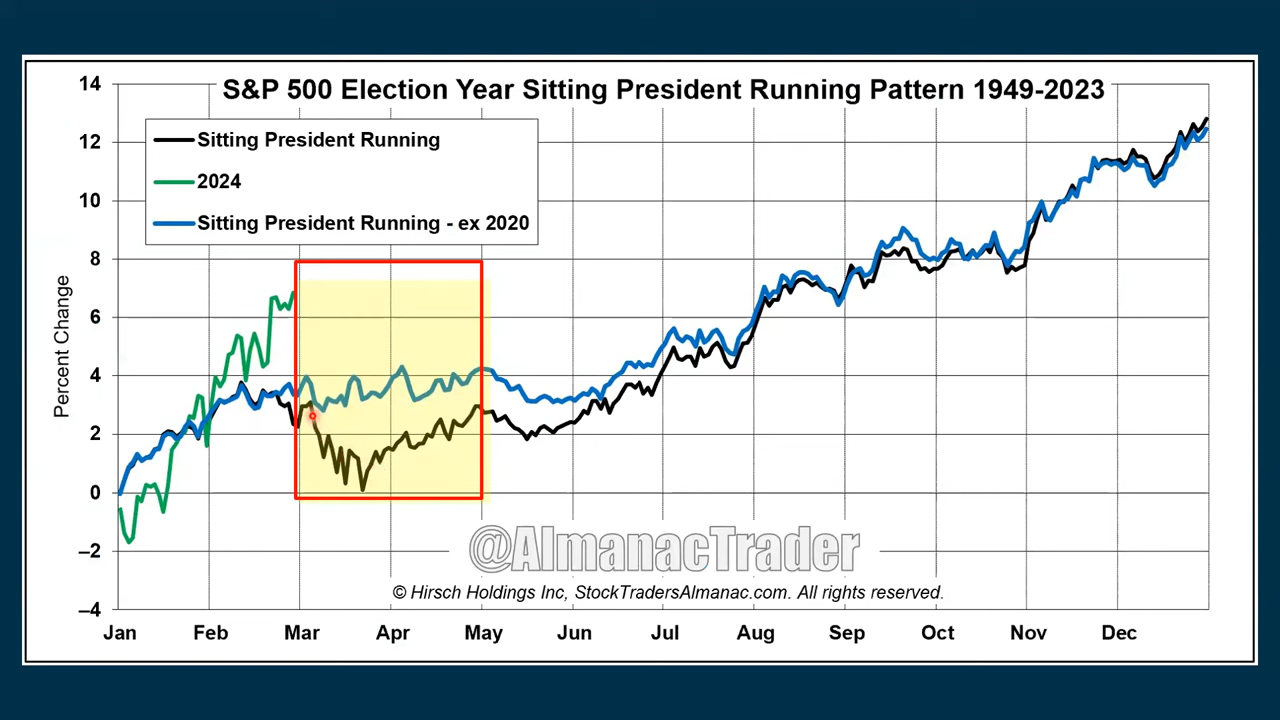 S&P 500 Election Year Sitting President Running Pattern 1949-2023
Sitting President Running
2024
Sitting President Running - ex 2020
Percent Change
14
12
10
8
6
4
2
0
–2
–4
@AlmanacTrader
© Hirsch Holdings Inc, StockTradersAlmanac.com. All rights reserved.
Jan Feb Mar Apr May Jun Jul Aug Sep Oct Nov Dec